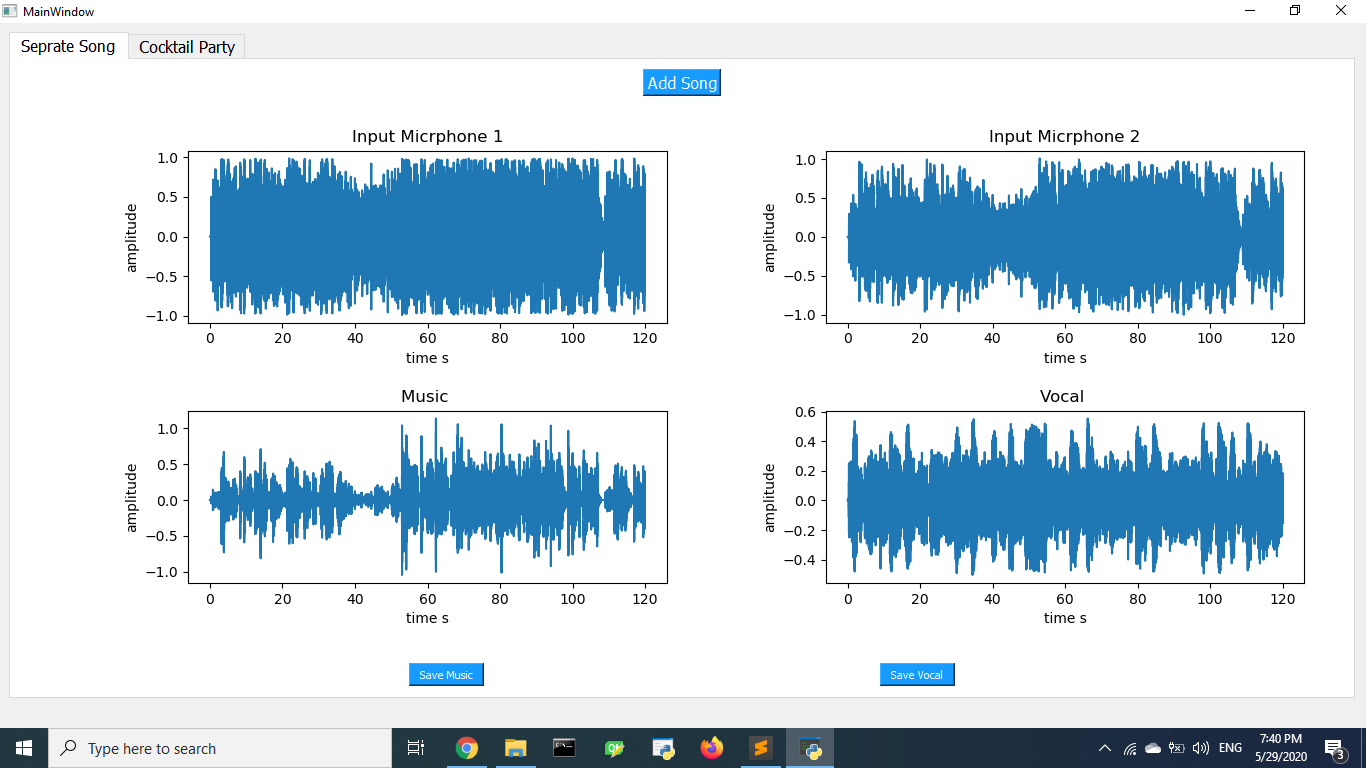 MainWindow
Seprate Song
Cocktail Party
Add Song
Input Micrphone 1
1.0
0.5
0.0
−0.5
−1.0
amplitude
0 20 40 60 80 100 120
time s
Input Micrphone 2
1.0
0.5
0.0
−0.5
−1.0
amplitude
0 20 40 60 80 100 120
time s
Music
1.0
0.5
0.0
−0.5
−1.0
amplitude
0 20 40 60 80 100 120
time s
Vocal
0.6
0.4
0.2
0.0
−0.2
−0.4
amplitude
0 20 40 60 80 100 120
time s
Save Music
Save Vocal
Type here to search
ENG
7:40 PM
5/29/2020
3